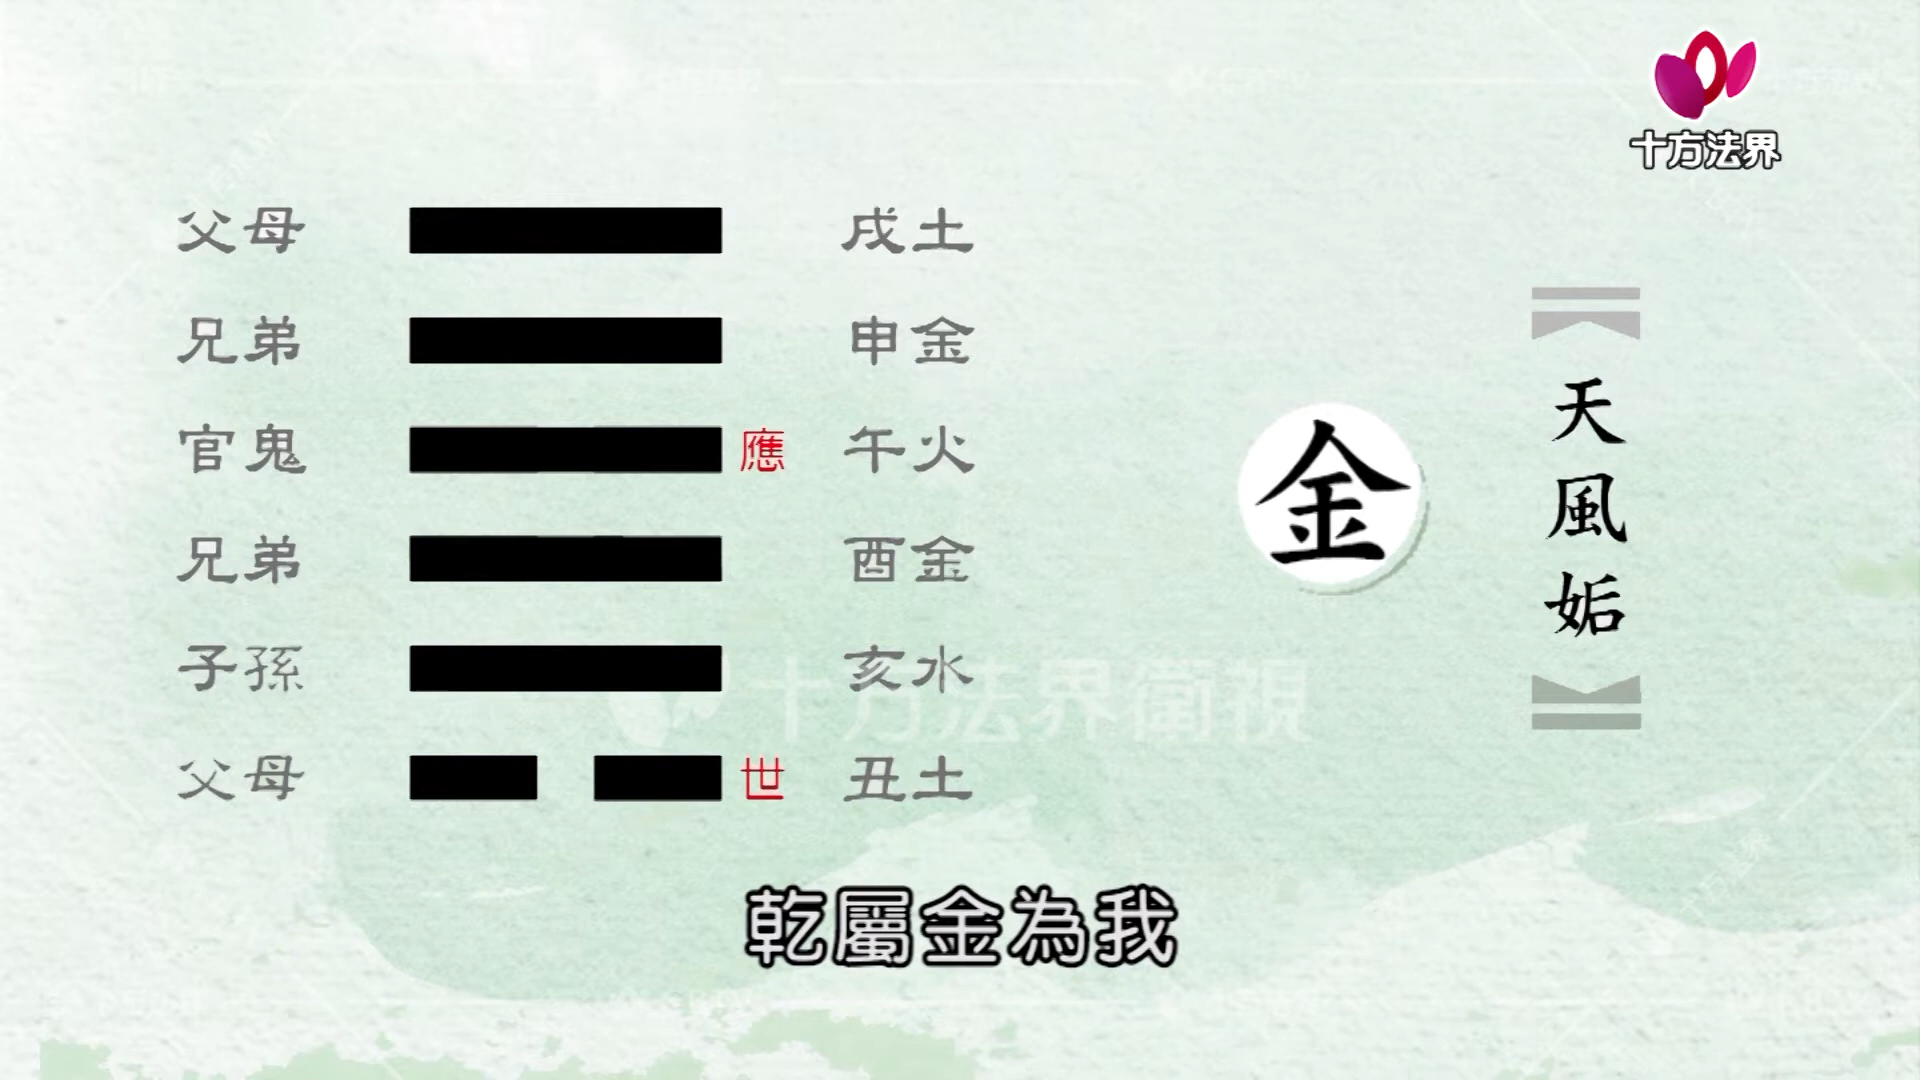 十方法界
父母 戌土
兄弟 申金
官鬼 應 午火
兄弟 酉金
子孫 亥水
父母 世 丑土
金
天風姤
十方法界衛視
乾屬金為我